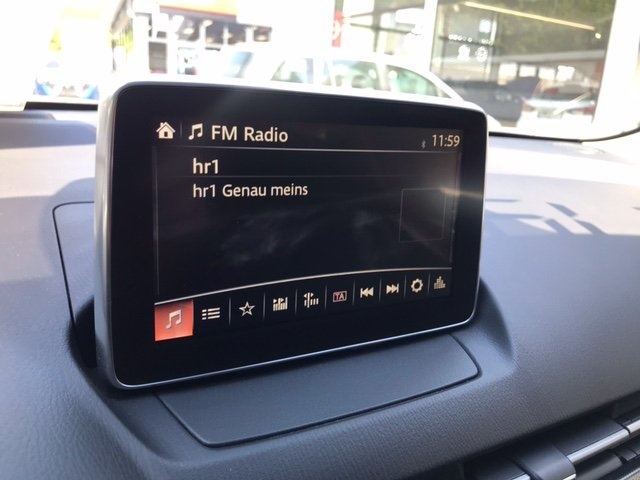 FM Radio
11:59
hr1
hr1 Genau meins
TA